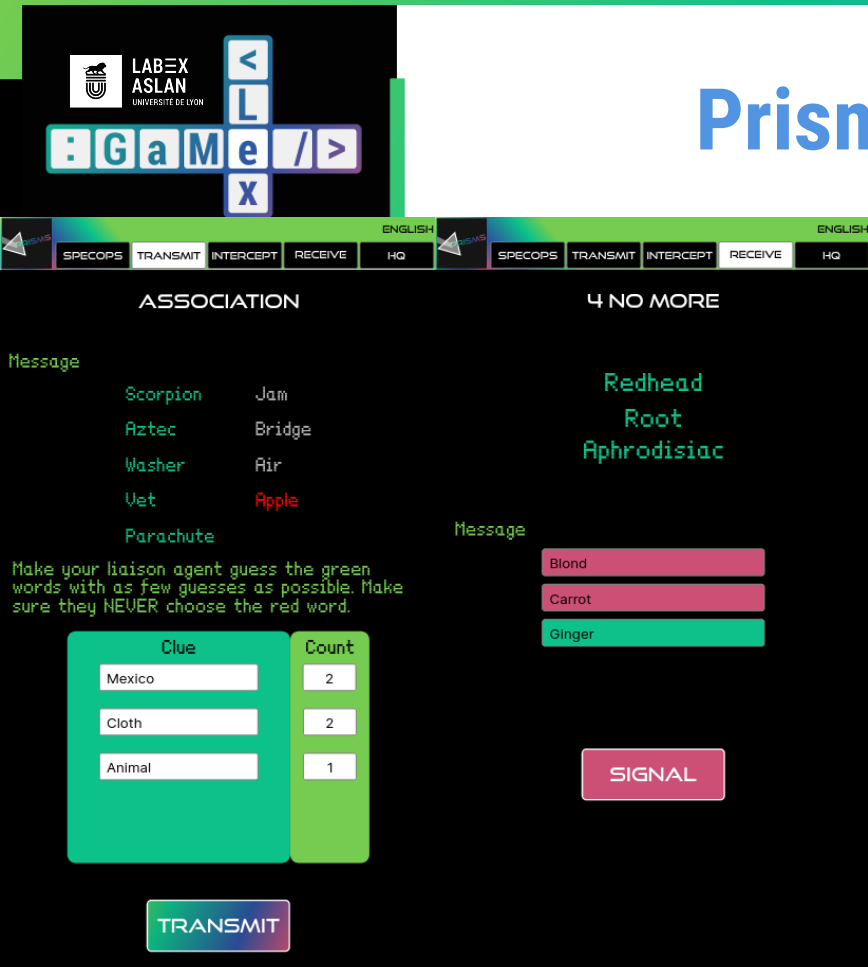 LABEX
ASLAN
UNIVERSITÉ DE LYON
<
L
:GaMe/>
x
Prism
PRISMS
ENGLISH
SPECOPS TRANSMIT INTERCEPT RECEIVE HQ
ASSOCIATION
Message
Scorpion Jam
Aztec Bridge
Washer Air
Vet Apple
Parachute
Make your liaison agent guess the green
words with as few guesses as possible. Make
sure they NEVER choose the red word.
Clue Count
Mexico 2
Cloth 2
Animal 1
TRANSMIT
PRISMS
ENGLISH
SPECOPS TRANSMIT INTERCEPT RECEIVE HQ
4 NO MORE
Redhead
Root
Aphrodisiac
Message
Blond
Carrot
Ginger
SIGNAL